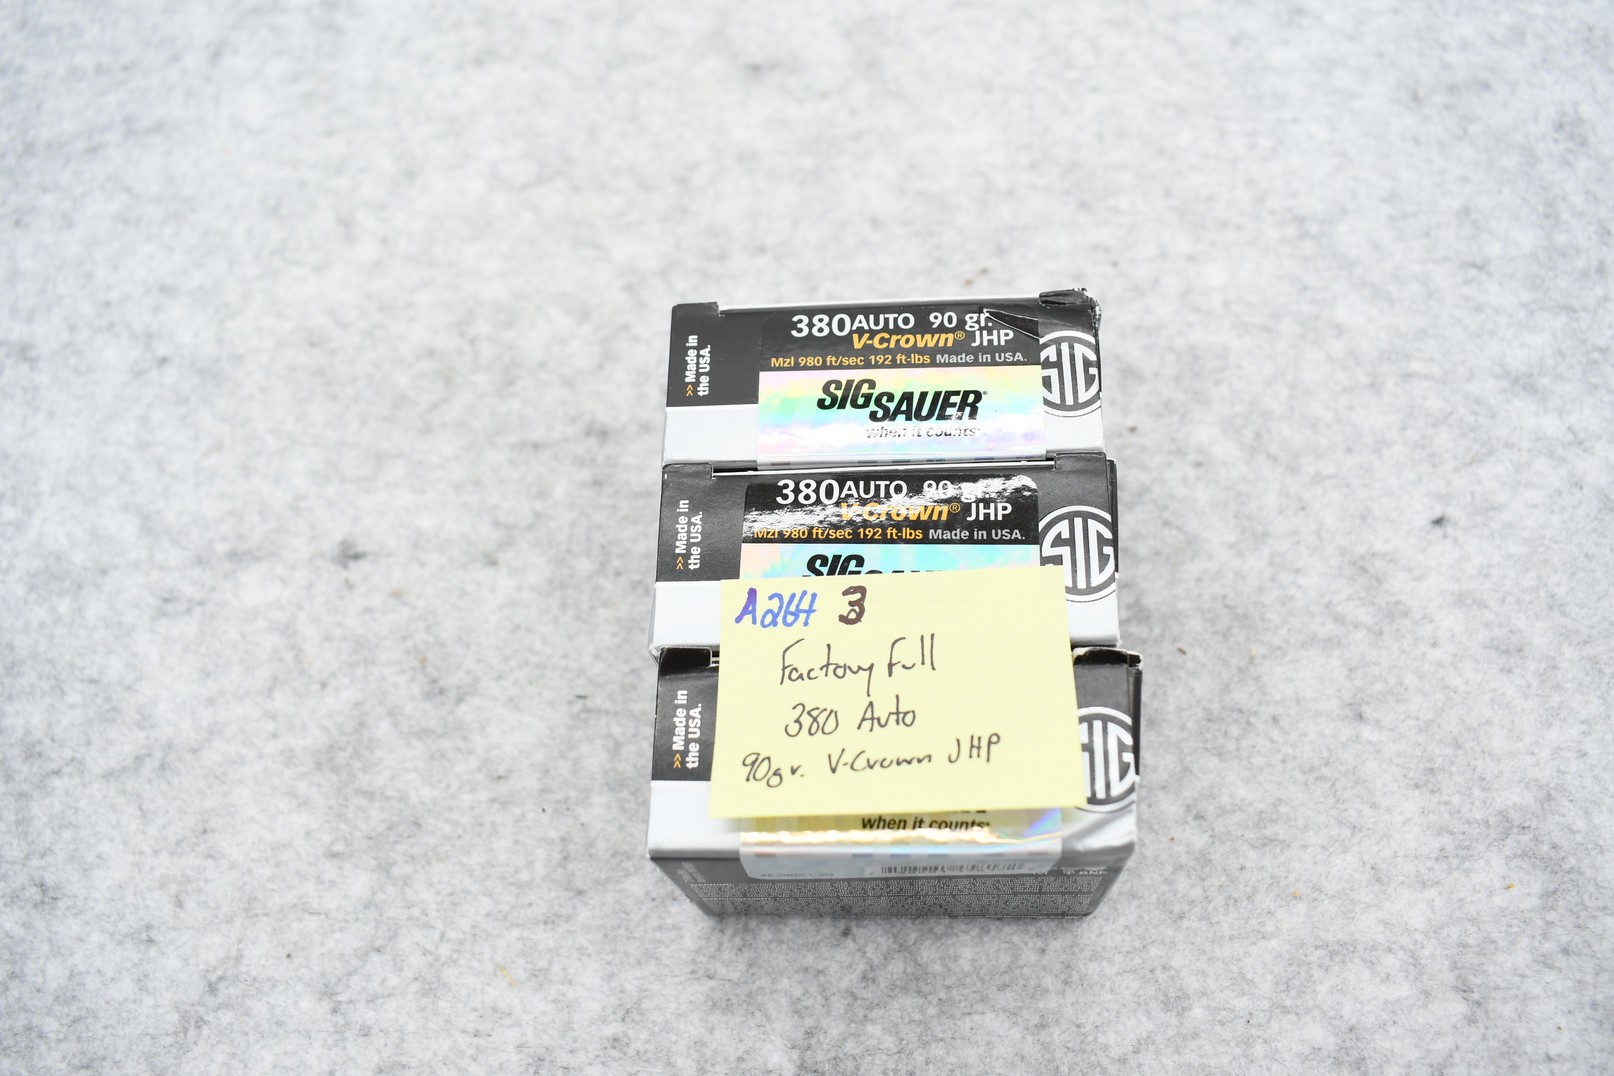 380AUTO 90 gr.
V-Crown® JHP
Mzl 980 ft/sec 192 ft-lbs Made in USA.
>> Made in
the USA.
SIG
SIG SAUER
when it counts
380AUTO 90 gr.
V-Crown® JHP
Mzl 980 ft/sec 192 ft-lbs Made in USA.
>> Made in
the USA.
SIG
SIG
A264 3
Factory Full
380 Auto
90gr. V-Crown JHP
>> Made in
the USA.
SIG
when it counts